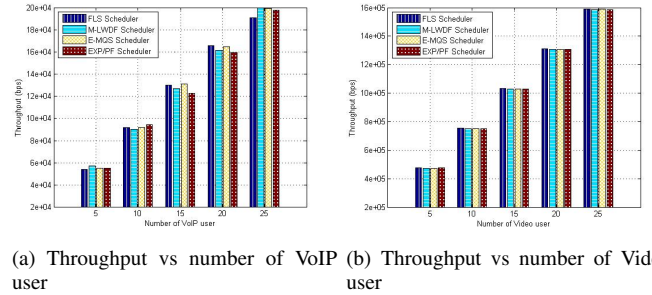 20e+04
18e+04
16e+04
14e+04
12e+04
10e+04
8e+04
6e+04
4e+04
2e+04
Throughput (bps)
FLS Scheduler
M-LWDF Scheduler
E-MQS Scheduler
EXP/PF Scheduler
5 10 15 20 25
Number of VoIP user
16e+05
14e+05
12e+05
10e+05
8e+05
6e+05
4e+05
2e+05
Throughput (bps)
FLS Scheduler
M-LWDF Scheduler
E-MQS Scheduler
EXP/PF Scheduler
5 10 15 20 25
Number of Video user
(a) Throughput vs number of VoIP
user
(b) Throughput vs number of Vide
user